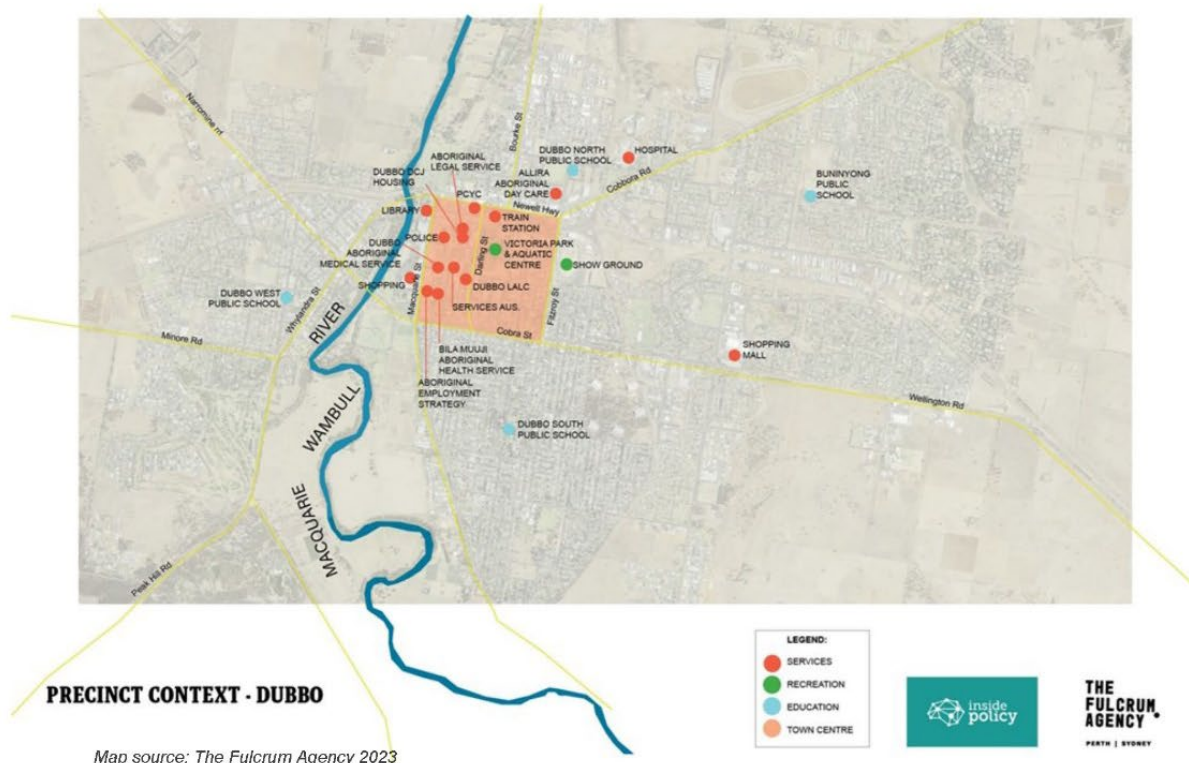 Narromine rd
Bourke St
ABORIGINAL
LEGAL SERVICE
DUBBO DCJ
HOUSING
PCYC
LIBRARY
POLICE
DUBBO
ABORIGINAL
MEDICAL SERVICE
SHOPPING
DUBBO NORTH
PUBLIC SCHOOL
HOSPITAL
ALLIRA
ABORIGINAL
DAY CARE
Cobbora Rd
Newell Hwy
TRAIN
STATION
VICTORIA PARK
& AQUATIC
CENTRE
SHOW GROUND
BUNINYONG
PUBLIC
SCHOOL
Darling St
Macquarie St
Fitzroy St
DUBBO LALC
SERVICES AUS.
DUBBO WEST
PUBLIC SCHOOL
Whylandra St
Minore Rd
Cobra St
BILA MUUJI
ABORIGINAL
HEALTH SERVICE
ABORIGINAL
EMPLOYMENT
STRATEGY
SHOPPING
MALL
Wellington Rd
DUBBO SOUTH
PUBLIC SCHOOL
MACQUARIE WAMBULL RIVER
Peak Hill Rd
PRECINCT CONTEXT - DUBBO
Map source: The Fulcrum Agency 2023
LEGEND:
SERVICES
RECREATION
EDUCATION
TOWN CENTRE
inside
policy
THE
FULCRUM
AGENCY.
PERTH | SYDNEY